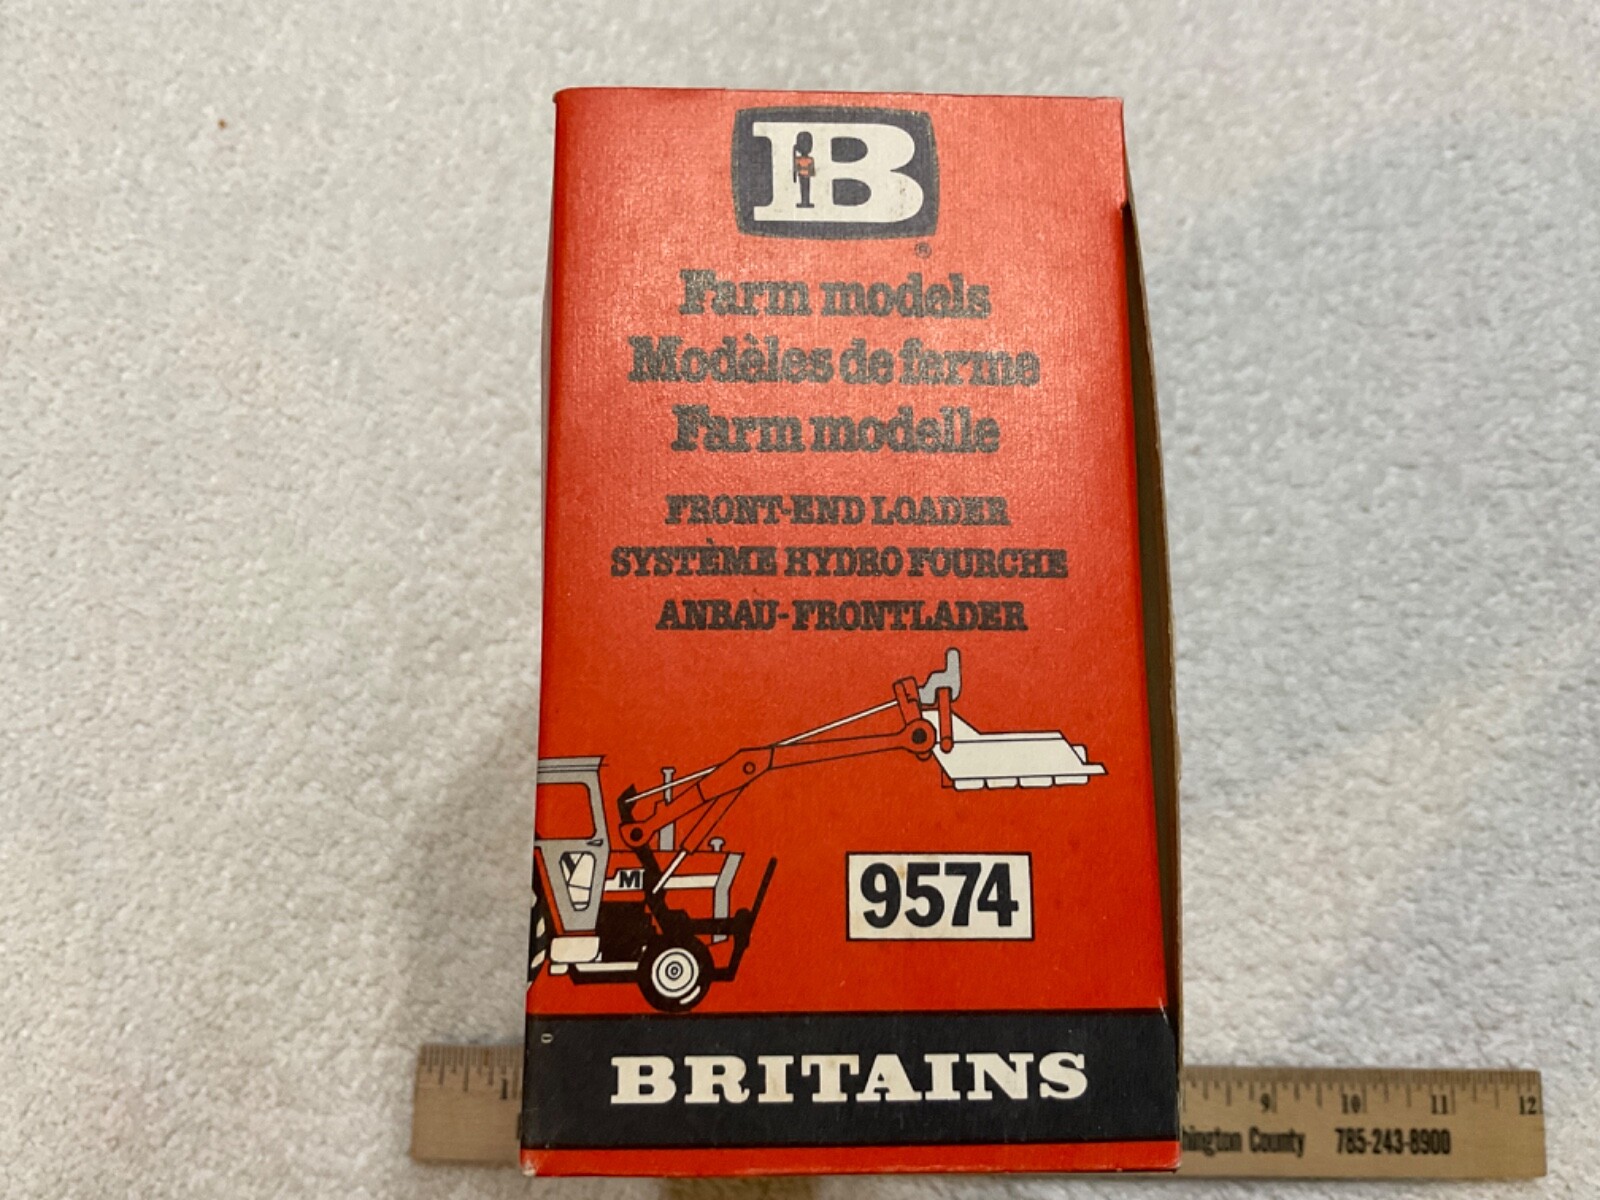 B
®
Farm models
Modèles de ferme
Farm modelle
FRONT-END LOADER
SYSTÈME HYDRO FOURCHE
ANBAU-FRONTLADER
M
9574
BRITAINS
1 9 10 11 12
hington County 785-243-8900